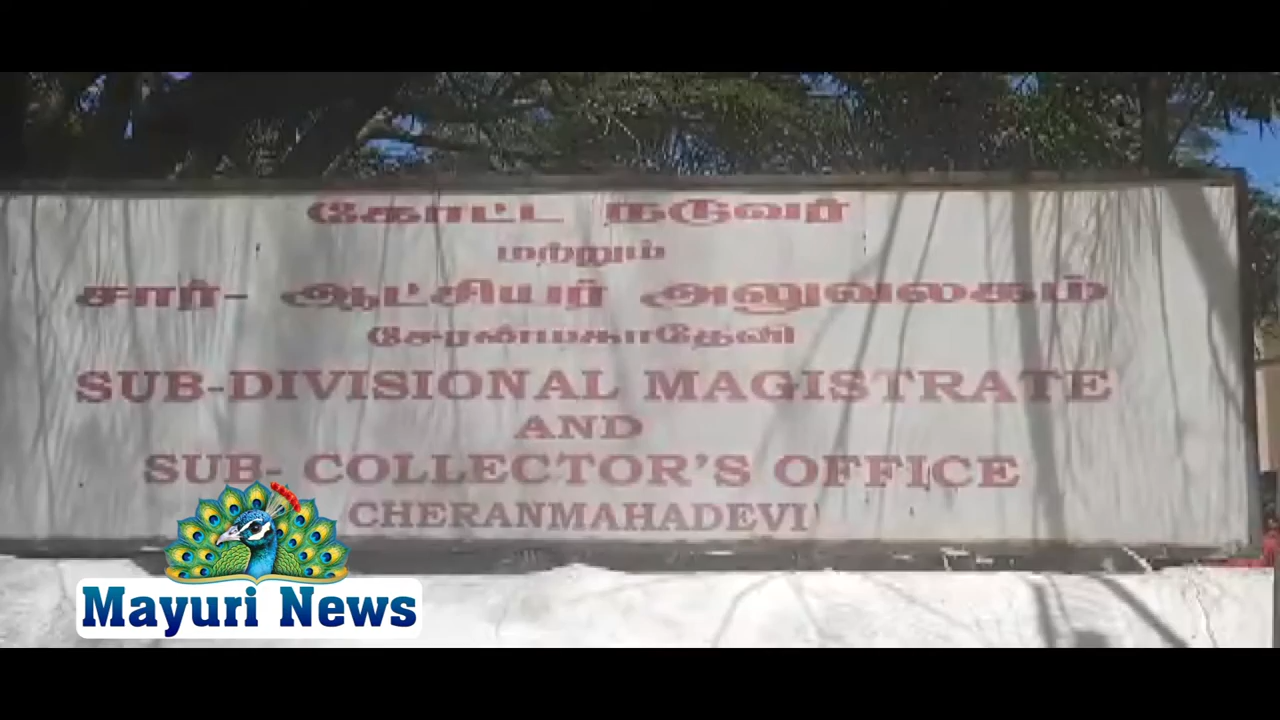 கோட்ட நடுவர்
மற்றும்
சார்- ஆட்சியர் அலுவலகம்
சேரன்மகாதேவி
SUB-DIVISIONAL MAGISTRATE
AND
SUB- COLLECTOR'S OFFICE
CHERANMAHADEVI
Mayuri News